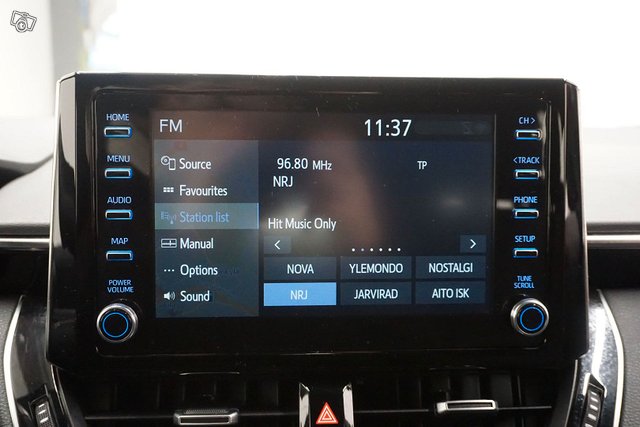 FM 11:37
HOME
MENU
AUDIO
MAP
POWER
VOLUME
Source
Favourites
Station list
Manual
Options
Sound
96.80 MHz TP
NRJ
Hit Music Only
< >
NOVA YLEMONDO NOSTALGI
NRJ JARVIRAD AITO ISK
CH >
< TRACK
PHONE
SETUP
TUNE
SCROLL